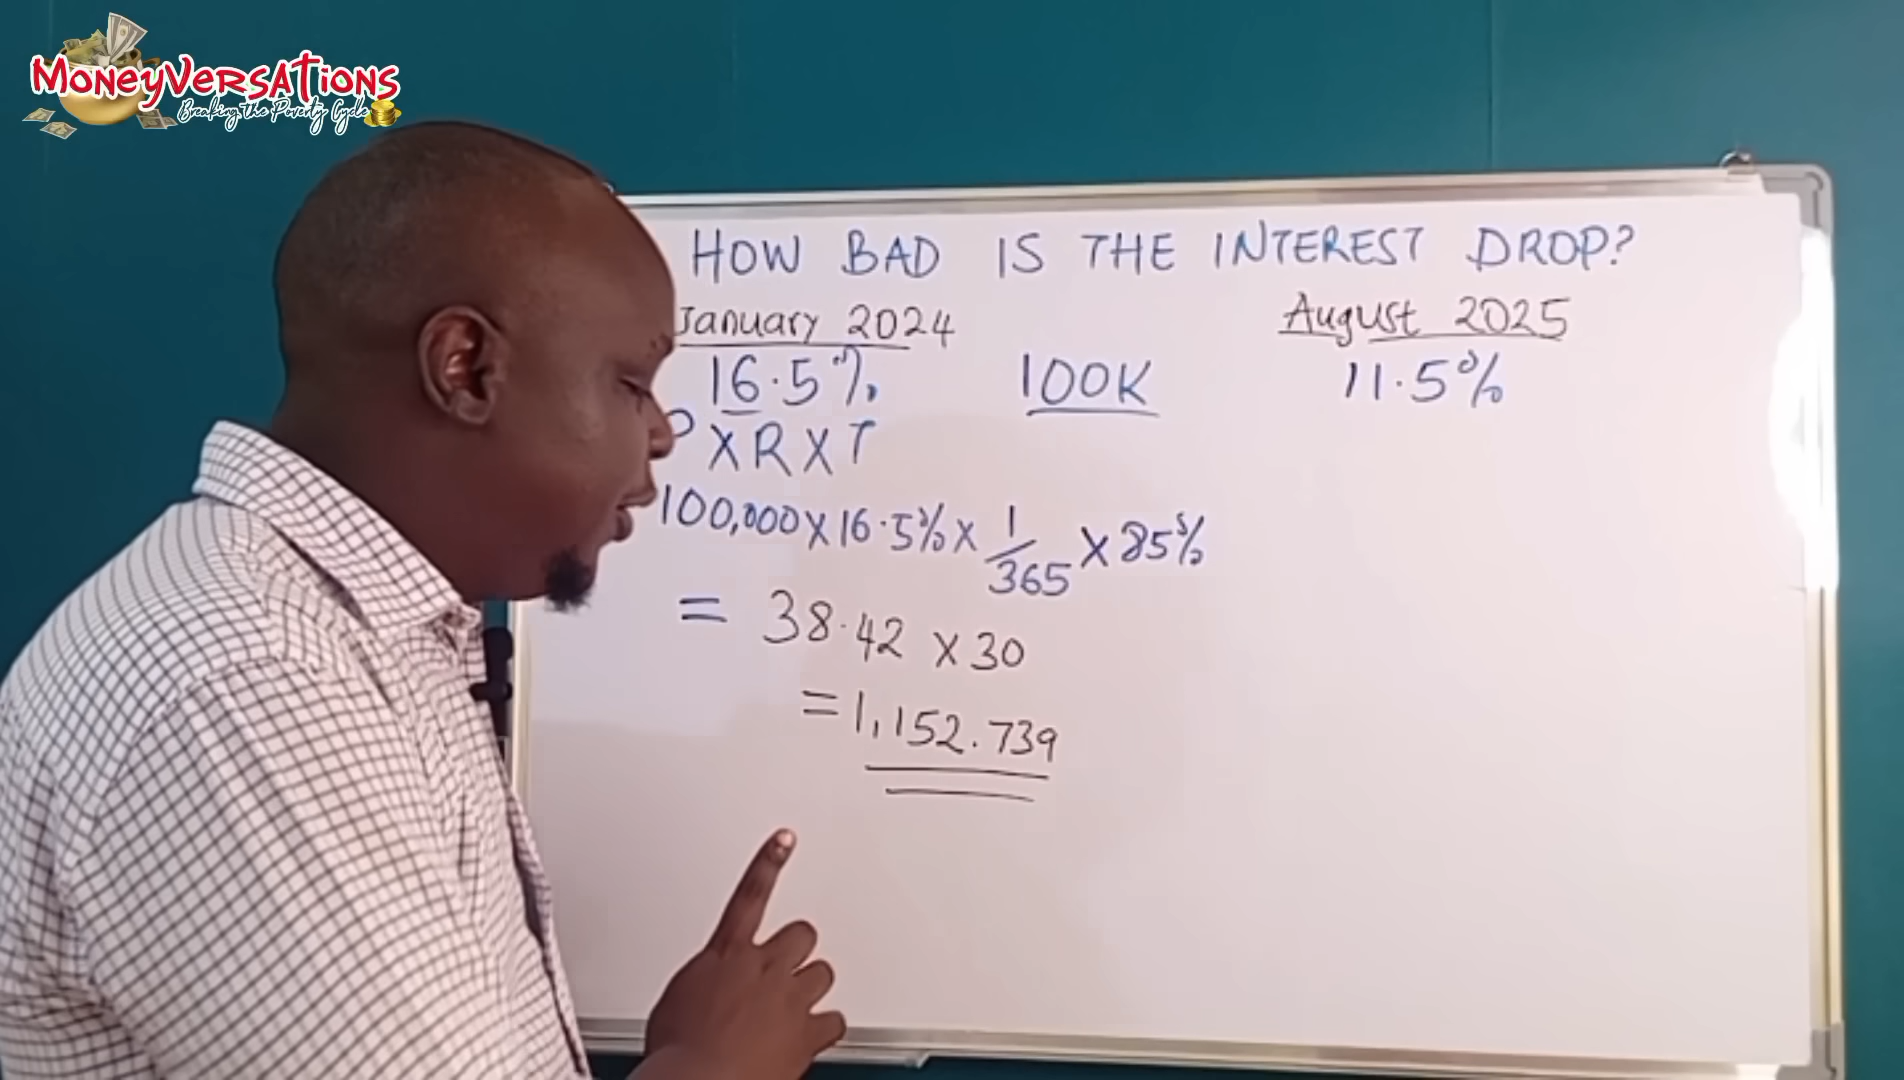 MONEYVERSATIONS
Breaking the Poverty Cycle
HOW BAD IS THE INTEREST DROP?
January 2024
August 2025
16.5%
100K
11.5%
P X R X T
100,000 X 16.5% X 1/365 X 85%
= 38.42 X 30
= 1,152.739